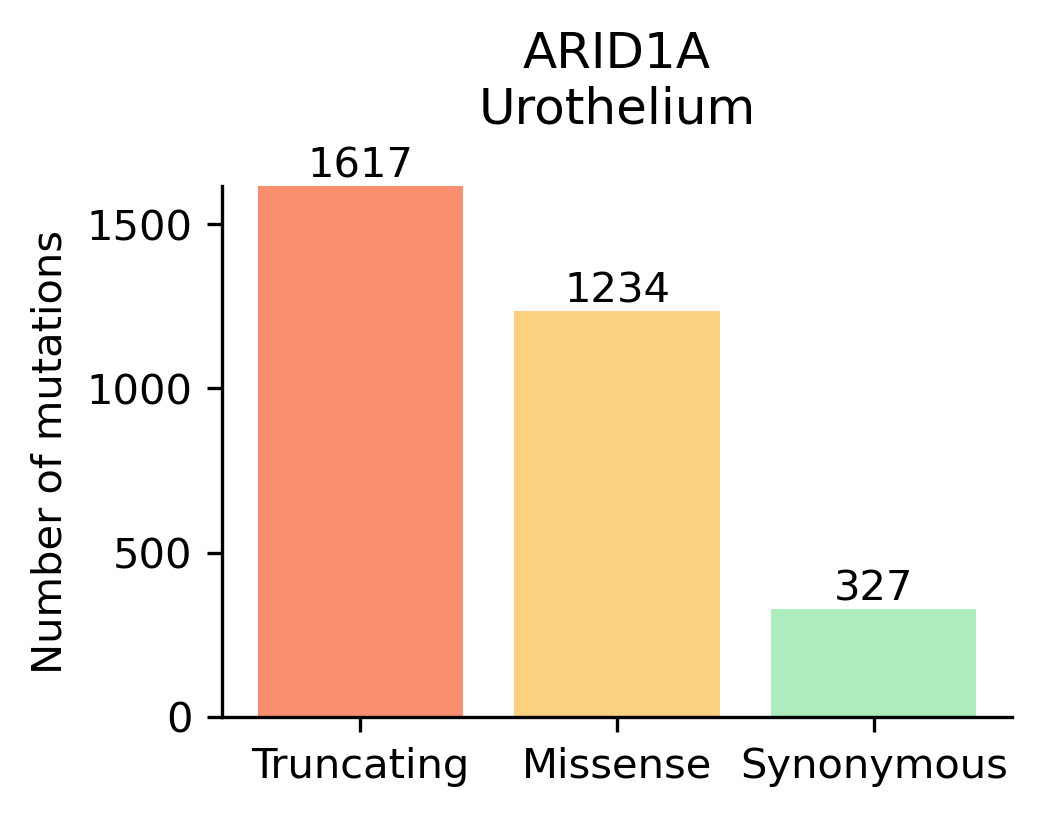 ARID1A
Urothelium
Number of mutations
1500
1000
500
0
1617
1234
327
Truncating
Missense
Synonymous